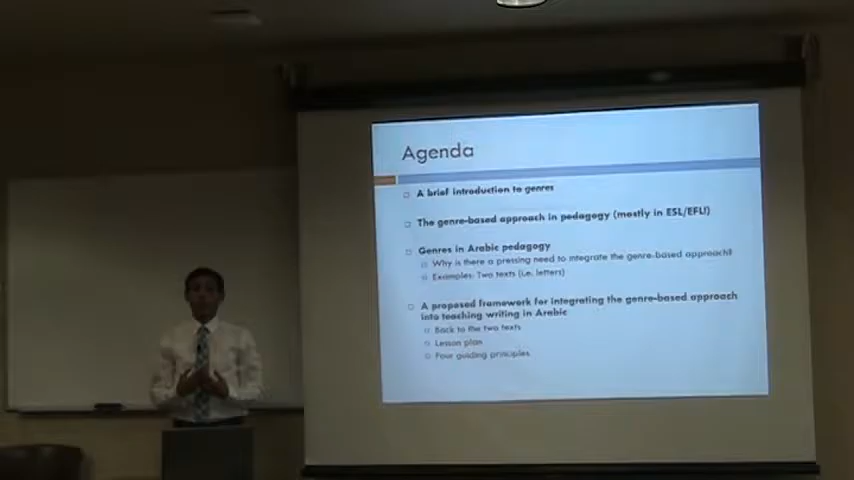 Agenda
A brief introduction to genres
The genre-based approach in pedagogy (mostly in ESL/EFL!)
Genres in Arabic pedagogy
Why is there a pressing need to integrate the genre-based approach?
Examples: Two texts (i.e. letters)
A proposed framework for integrating the genre-based approach
into teaching writing in Arabic
Back to the two texts
Lesson plan
Four guiding principles